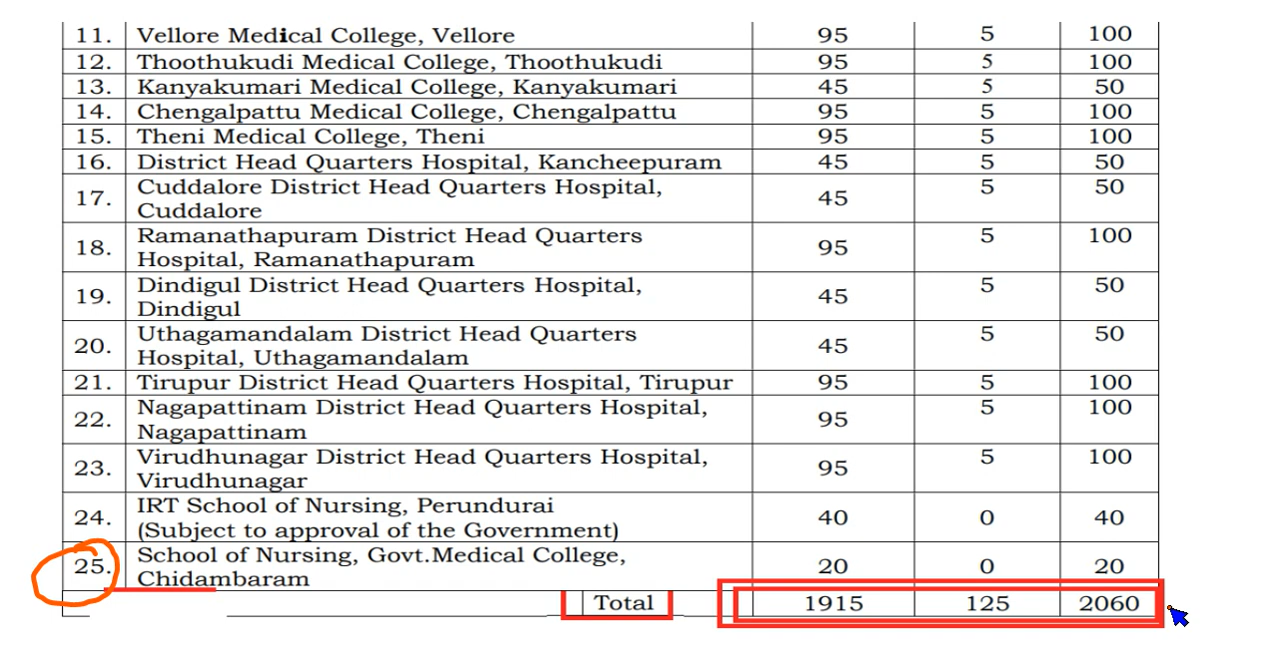 11. Vellore Medical College, Vellore 95 5 100
12. Thoothukudi Medical College, Thoothukudi 95 5 100
13. Kanyakumari Medical College, Kanyakumari 45 5 50
14. Chengalpattu Medical College, Chengalpattu 95 5 100
15. Theni Medical College, Theni 95 5 100
16. District Head Quarters Hospital, Kancheepuram 45 5 50
17. Cuddalore District Head Quarters Hospital, 45 5 50
Cuddalore
18. Ramanathapuram District Head Quarters 95 5 100
Hospital, Ramanathapuram
19. Dindigul District Head Quarters Hospital, 45 5 50
Dindigul
20. Uthagamandalam District Head Quarters 45 5 50
Hospital, Uthagamandalam
21. Tirupur District Head Quarters Hospital, Tirupur 95 5 100
22. Nagapattinam District Head Quarters Hospital, 95 5 100
Nagapattinam
23. Virudhunagar District Head Quarters Hospital, 95 5 100
Virudhunagar
24. IRT School of Nursing, Perundurai 40 0 40
(Subject to approval of the Government)
25. School of Nursing, Govt.Medical College, 20 0 20
Chidambaram
Total 1915 125 2060